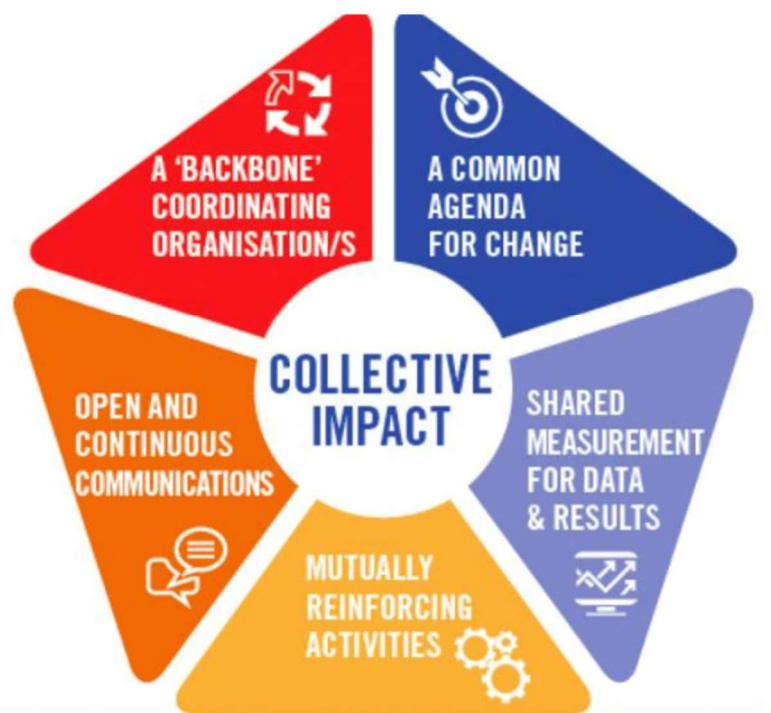 A 'BACKBONE'
COORDINATING
ORGANISATION/S
A COMMON
AGENDA
FOR CHANGE
COLLECTIVE
IMPACT
OPEN AND
CONTINUOUS
COMMUNICATIONS
SHARED
MEASUREMENT
FOR DATA
& RESULTS
MUTUALLY
REINFORCING
ACTIVITIES